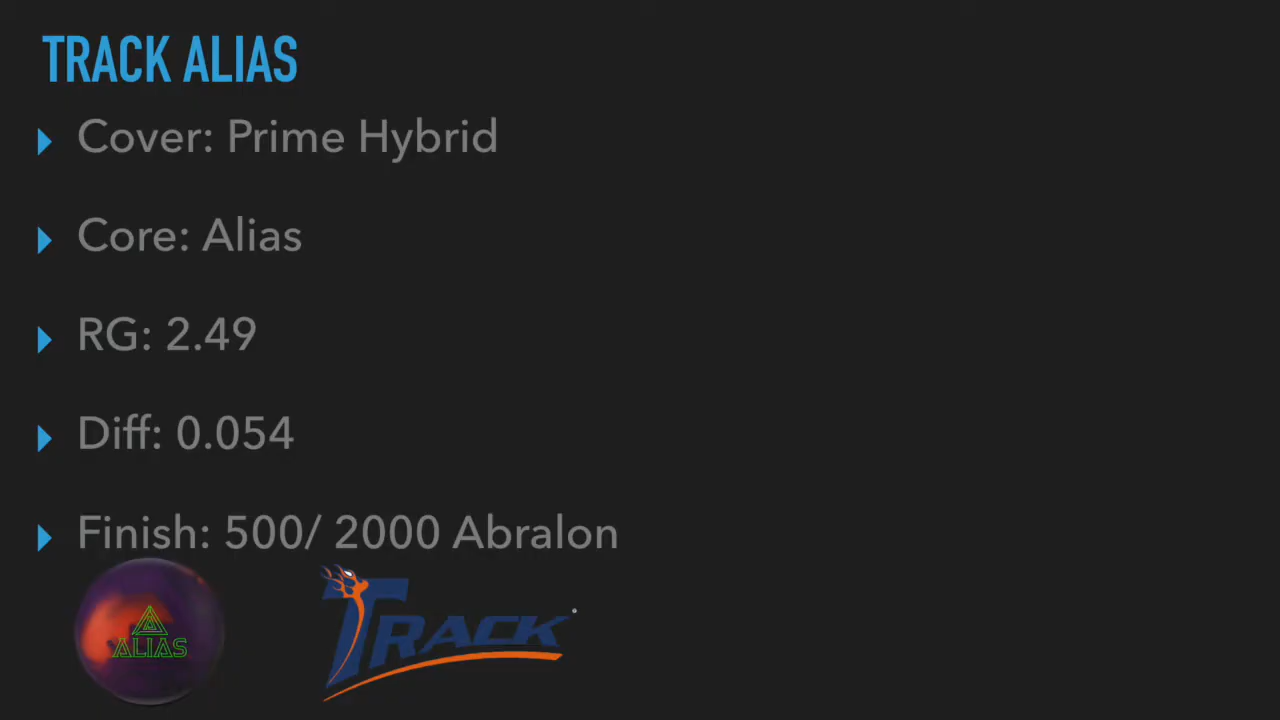 TRACK ALIAS
Cover: Prime Hybrid
Core: Alias
RG: 2.49
Diff: 0.054
Finish: 500/ 2000 Abralon
ALIAS
TRACK